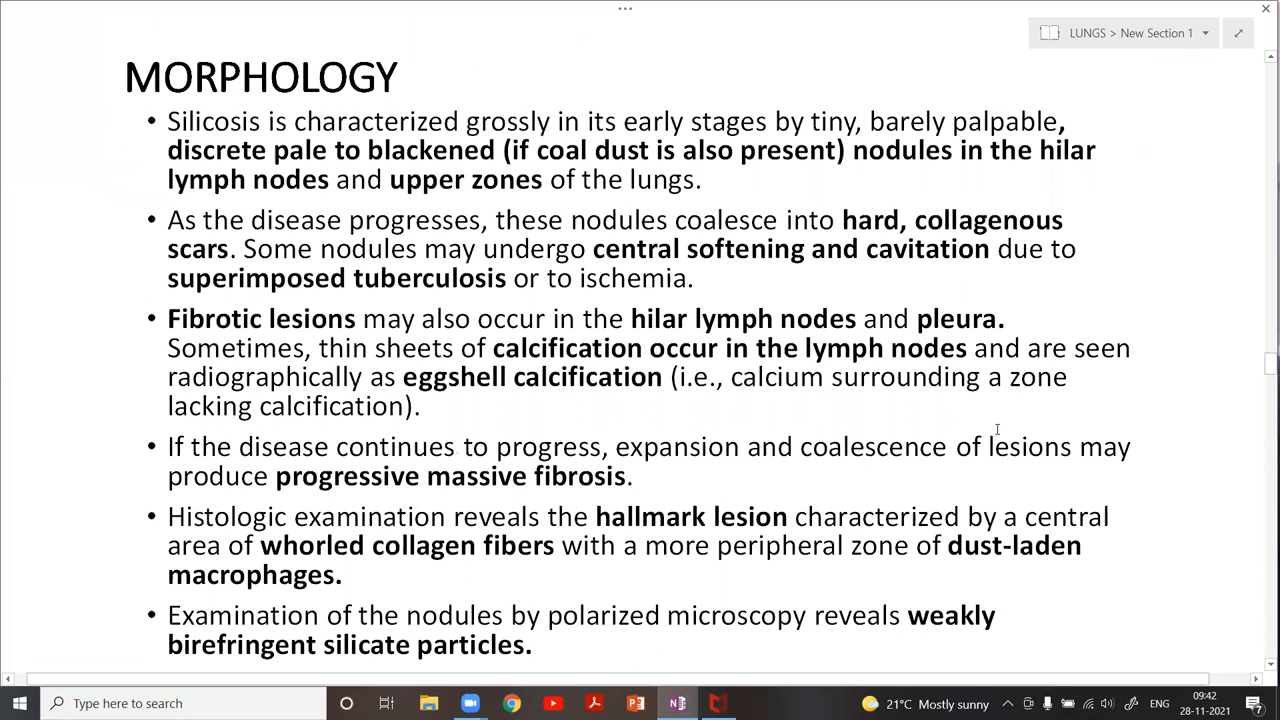 LUNGS > New Section 1
MORPHOLOGY
• Silicosis is characterized grossly in its early stages by tiny, barely palpable,
discrete pale to blackened (if coal dust is also present) nodules in the hilar
lymph nodes and upper zones of the lungs.
• As the disease progresses, these nodules coalesce into hard, collagenous
scars. Some nodules may undergo central softening and cavitation due to
superimposed tuberculosis or to ischemia.
• Fibrotic lesions may also occur in the hilar lymph nodes and pleura.
Sometimes, thin sheets of calcification occur in the lymph nodes and are seen
radiographically as eggshell calcification (i.e., calcium surrounding a zone
lacking calcification).
• If the disease continues to progress, expansion and coalescence of lesions may
produce progressive massive fibrosis.
• Histologic examination reveals the hallmark lesion characterized by a central
area of whorled collagen fibers with a more peripheral zone of dust-laden
macrophages.
• Examination of the nodules by polarized microscopy reveals weakly
birefringent silicate particles.
Type here to search
21°C Mostly sunny
ENG
09:42
28-11-2021
7